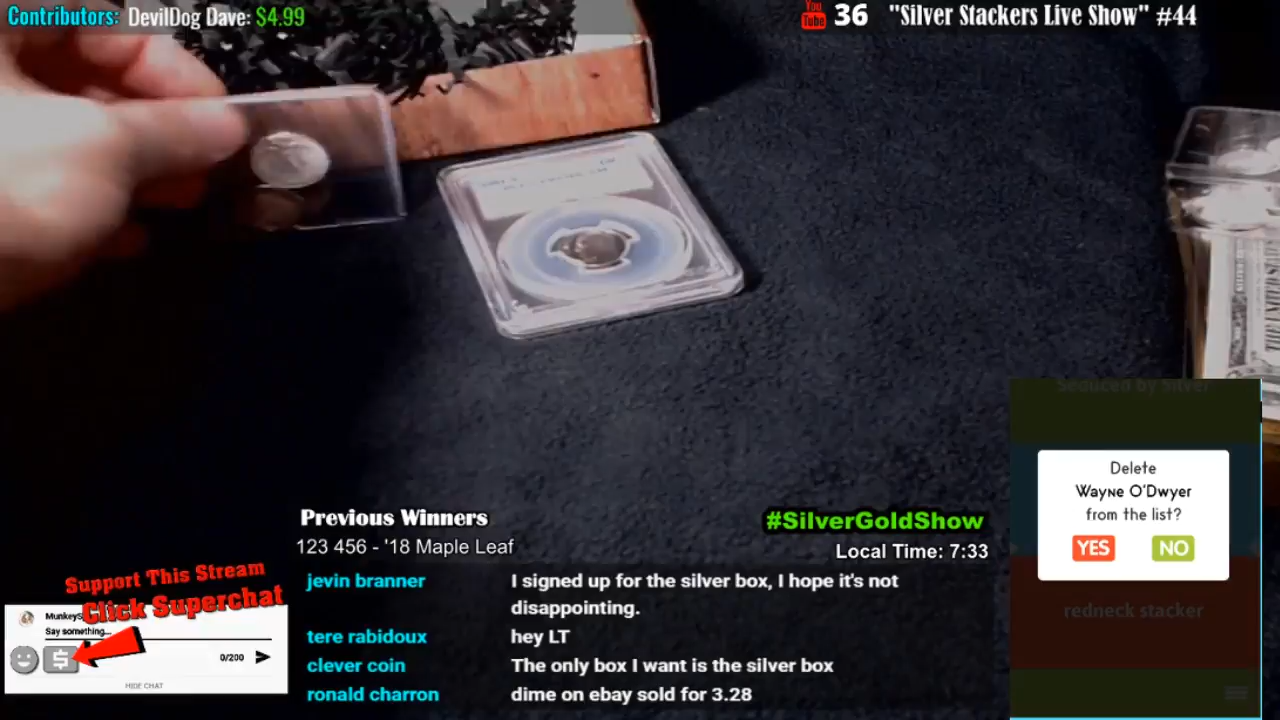 Contributors: DevilDog Dave: $4.99
You Tube 36 "Silver Stackers Live Show" #44
Seduced by Silver
Delete
Wayne O'Dwyer
from the list?
YES NO
redneck stacker
Previous Winners
123 456 - '18 Maple Leaf
#SilverGoldShow
Local Time: 7:33
jevin branner I signed up for the silver box, I hope it's not
disappointing.
tere rabidoux hey LT
clever coin The only box I want is the silver box
ronald charron dime on ebay sold for 3.28
Support This Stream
Click Superchat
MunkeyS
Say something...
$ 0/200
HIDE CHAT